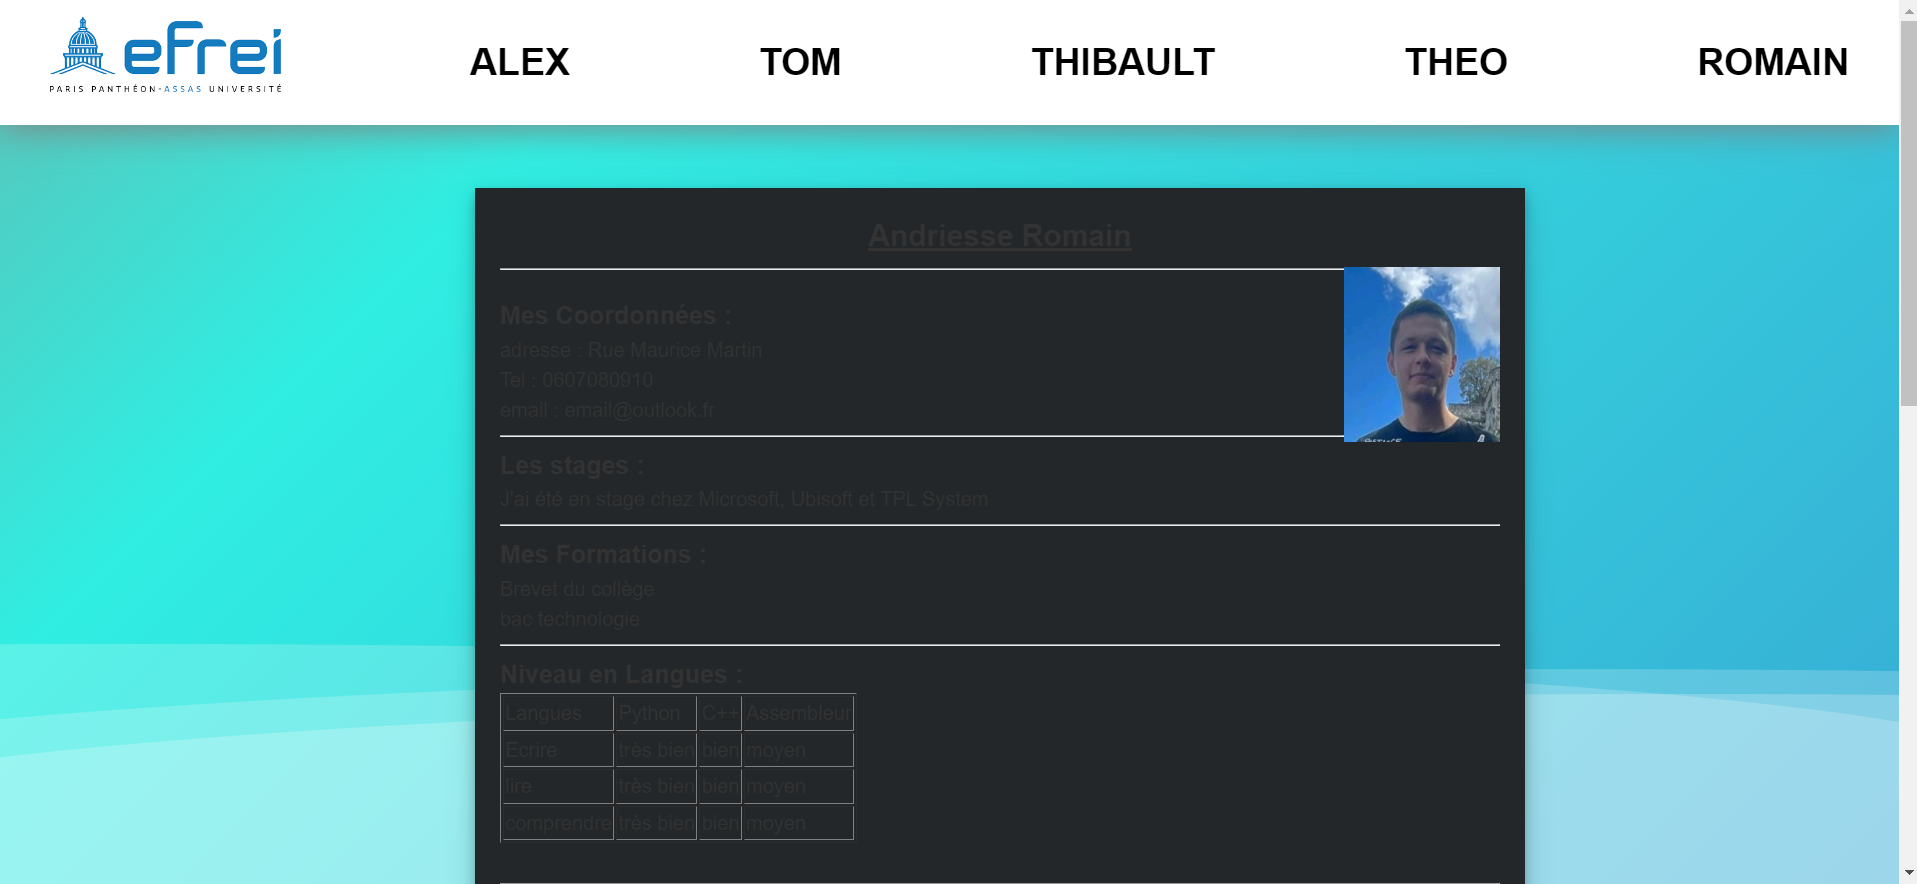 efrei
PARIS PANTHÉON-ASSAS UNIVERSITÉ
ALEX TOM THIBAULT THEO ROMAIN
Andriesse Romain
Mes Coordonnées :
adresse : Rue Maurice Martin
Tel : 0607080910
email : email@outlook.fr
Les stages :
J'ai été en stage chez Microsoft, Ubisoft et TPL System
Mes Formations :
Brevet du collège
bac technologie
Niveau en Langues :
Langues Python C++ Assembleur
Ecrire très bien bien moyen
lire très bien bien moyen
comprendre très bien bien moyen